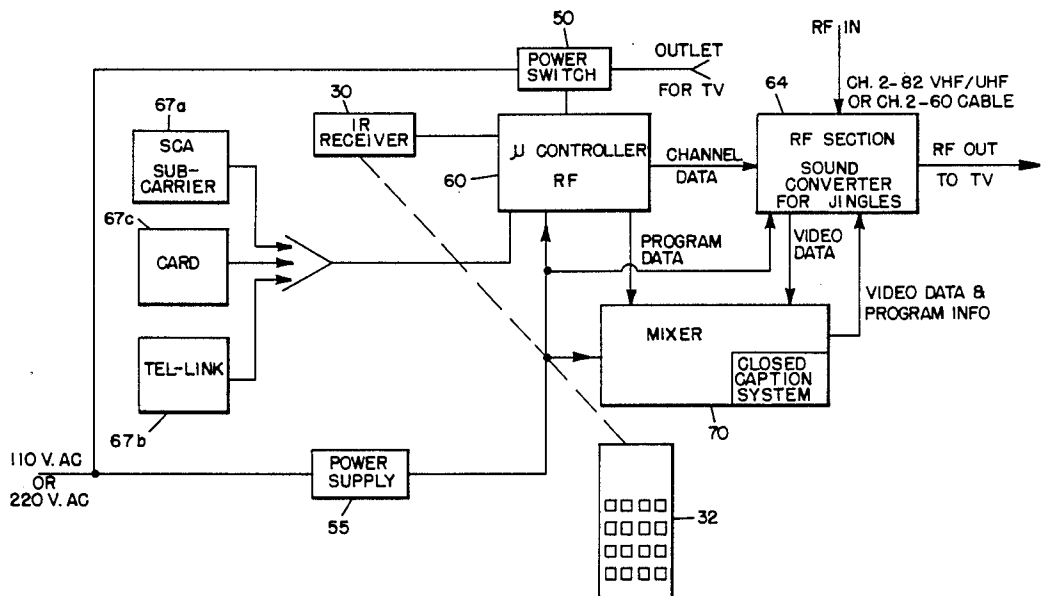 50
POWER
SWITCH
OUTLET
FOR TV
RF IN
64
CH. 2-82 VHF/UHF
OR CH. 2-60 CABLE
67a
SCA
SUB-
CARRIER
30
IR
RECEIVER
60
μ CONTROLLER
RF
CHANNEL
DATA
RF SECTION
SOUND
CONVERTER
FOR JINGLES
RF OUT
TO TV
67c
CARD
PROGRAM
DATA
VIDEO
DATA
VIDEO DATA &
PROGRAM INFO
TEL-LINK
67b
MIXER
CLOSED
CAPTION
SYSTEM
70
110 V. AC
OR
220 V. AC
POWER
SUPPLY
55
32